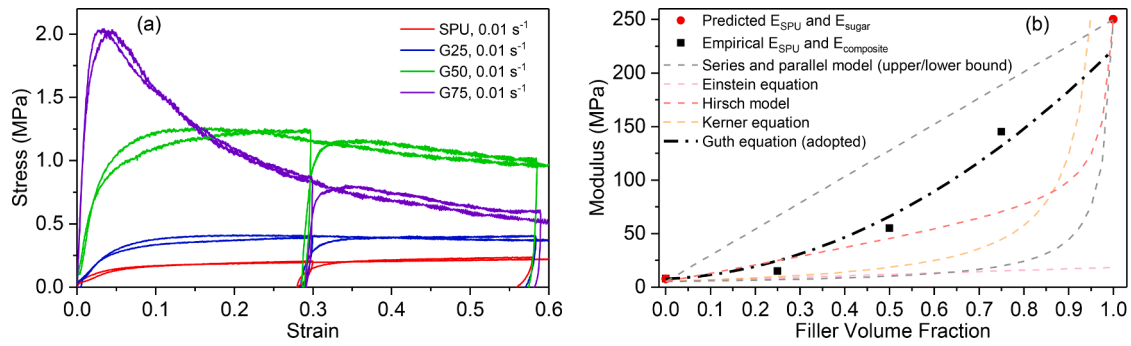 (a)
SPU, 0.01 s⁻¹
G25, 0.01 s⁻¹
G50, 0.01 s⁻¹
G75, 0.01 s⁻¹
Stress (MPa)
2.0
1.5
1.0
0.5
0.0
0.0 0.1 0.2 0.3 0.4 0.5 0.6
Strain
(b)
Predicted E_SPU and E_sugar
Empirical E_SPU and E_composite
Series and parallel model (upper/lower bound)
Einstein equation
Hirsch model
Kerner equation
Guth equation (adopted)
Modulus (MPa)
250
200
150
100
50
0
0.0 0.1 0.2 0.3 0.4 0.5 0.6 0.7 0.8 0.9 1.0
Filler Volume Fraction